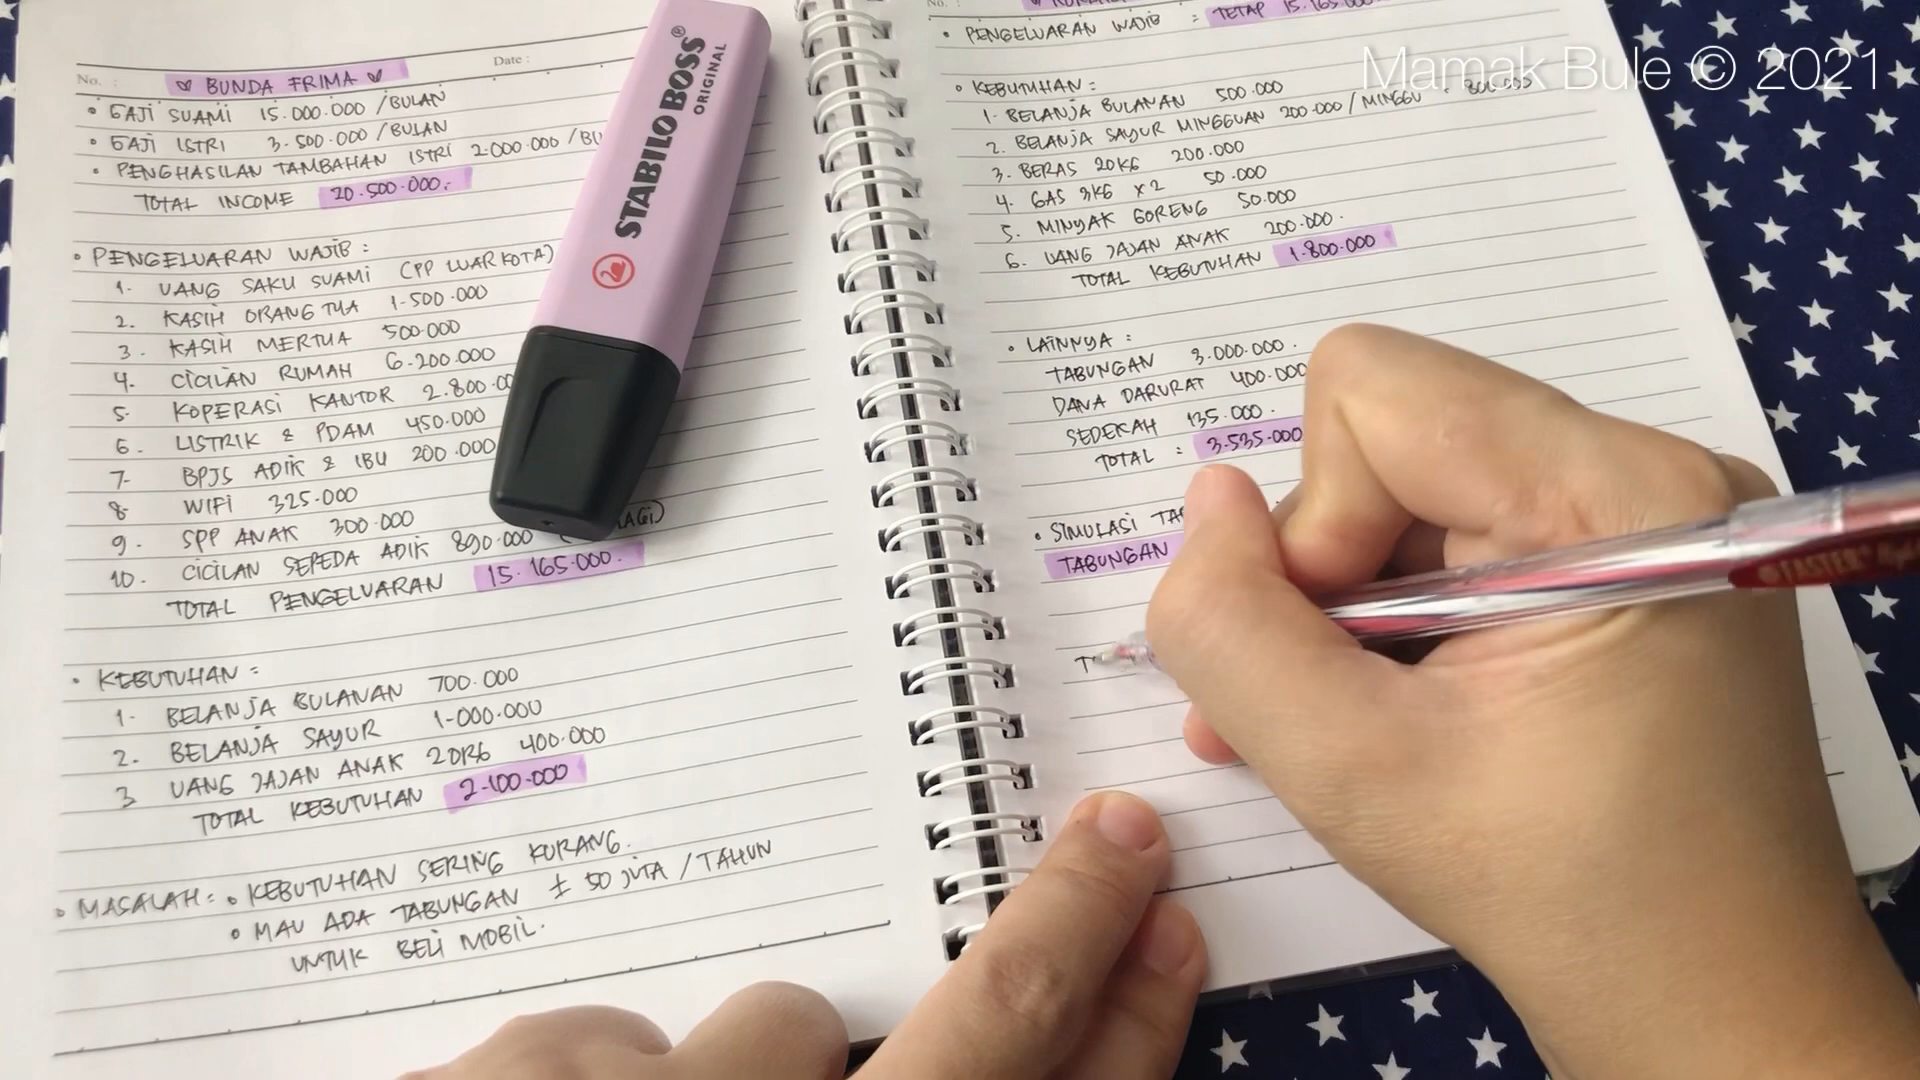 Mamak Bule © 2021
No. :
Date :
BUNDA FRIMA
• GAJI SUAMI 15.000.000 /BULAN
• GAJI ISTRI 3.500.000 /BULAN
• PENGHASILAN TAMBAHAN ISTRI 2.000.000 /BU
TOTAL INCOME 20.500.000.-
• PENGELUARAN WAJIB :
1. UANG SAKU SUAMI (PP LUAR KOTA)
2. KASIH ORANG TUA 1.500.000
3. KASIH MERTUA 500.000
4. CICILAN RUMAH 6.200.000
5. KOPERASI KANTOR 2.800.00
6. LISTRIK & PDAM 450.000
7. BPJS ADIK & IBU 200.000
8. WIFI 325.000
9. SPP ANAK 300.000
10. CICILAN SEPEDA ADIK 890.000 LAGI)
TOTAL PENGELUARAN 15.165.000.
• KEBUTUHAN :
1. BELANJA BULANAN 700.000
2. BELANJA SAYUR 1.000.000
3 UANG JAJAN ANAK 2 ORG 400.000
TOTAL KEBUTUHAN 2.100.000
• MASALAH : • KEBUTUHAN SERING KURANG.
• MAU ADA TABUNGAN ± 50 JUTA / TAHUN
UNTUK BELI MOBIL.
No. :
• PENGELUARAN WAJIB : TETAP 15.165.000
• KEBUTUHAN :
1. BELANJA BULANAN 500.000
2. BELANJA SAYUR MINGGUAN 200.000 / MINGGU : 800.000
3. BERAS 20KG 200.000
4. GAS 3KG x 2 50.000
5. MINYAK GORENG 50.000
6. UANG JAJAN ANAK 200.000.
TOTAL KEBUTUHAN 1.800.000
• LAINNYA :
TABUNGAN 3.000.000.
DANA DARURAT 400.000
SEDEKAH 135.000.
TOTAL : 3.535.000
• SIMULASI TA
TABUNGAN
T
STABILO BOSS®
ORIGINAL
FASTER